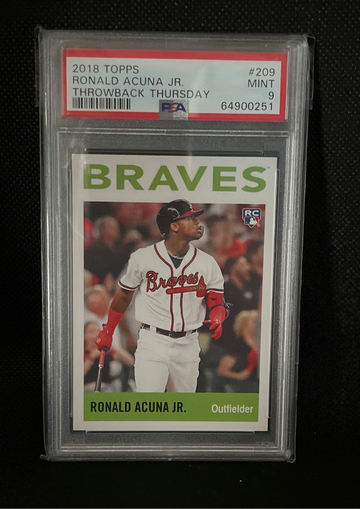 2018 TOPPS #209
RONALD ACUNA JR. MINT
THROWBACK THURSDAY 9
PSA 64900251
BRAVES
RC
Braves
RONALD ACUNA JR. Outfielder